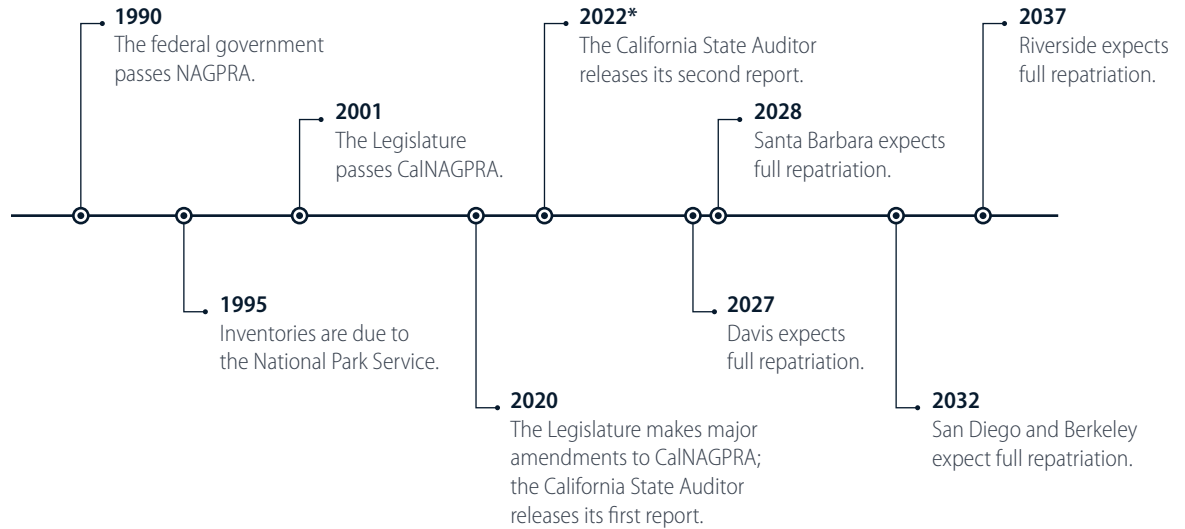 1990
The federal government
passes NAGPRA.
1995
Inventories are due to
the National Park Service.
2001
The Legislature
passes CalNAGPRA.
2020
The Legislature makes major
amendments to CalNAGPRA;
the California State Auditor
releases its first report.
2022*
The California State Auditor
releases its second report.
2027
Davis expects
full repatriation.
2028
Santa Barbara expects
full repatriation.
2032
San Diego and Berkeley
expect full repatriation.
2037
Riverside expects
full repatriation.